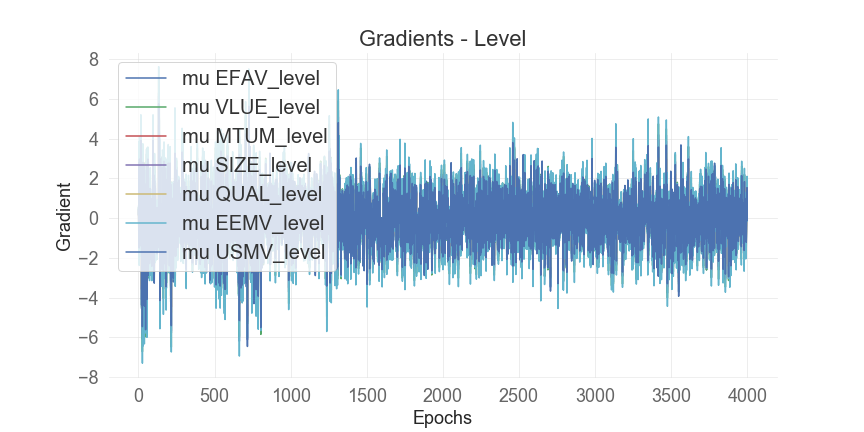 Gradients - Level
8
6
4
2
0
−2
−4
−6
−8
Gradient
mu EFAV_level
mu VLUE_level
mu MTUM_level
mu SIZE_level
mu QUAL_level
mu EEMV_level
mu USMV_level
0 500 1000 1500 2000 2500 3000 3500 4000
Epochs